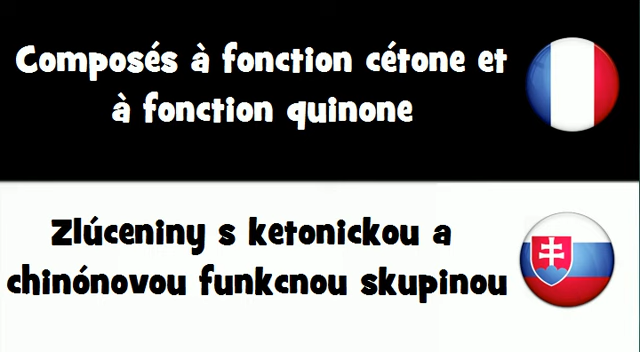 Composés à fonction cétone et
à fonction quinone
Zlúceniny s ketonickou a
chinónovou funkcnou skupinou